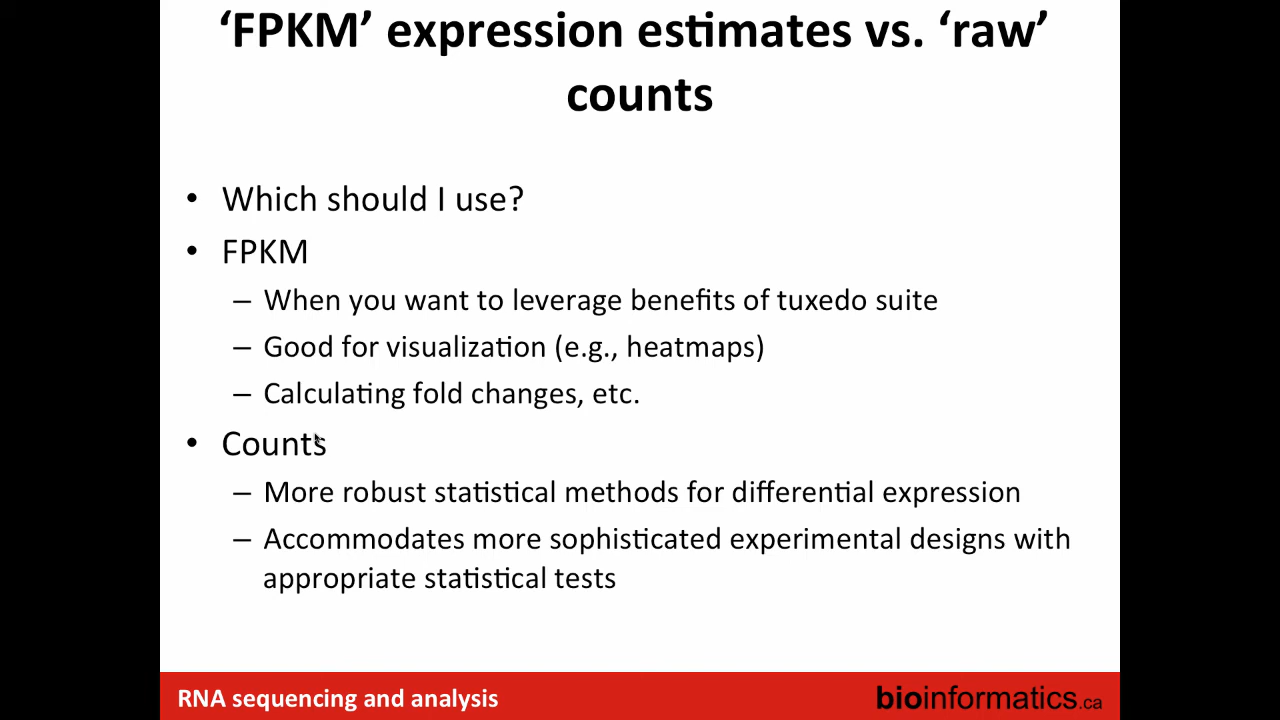 ‘FPKM’ expression estimates vs. ‘raw’
counts
• Which should I use?
• FPKM
– When you want to leverage benefits of tuxedo suite
– Good for visualization (e.g., heatmaps)
– Calculating fold changes, etc.
• Counts
– More robust statistical methods for differential expression
– Accommodates more sophisticated experimental designs with
appropriate statistical tests
RNA sequencing and analysis
bioinformatics.ca